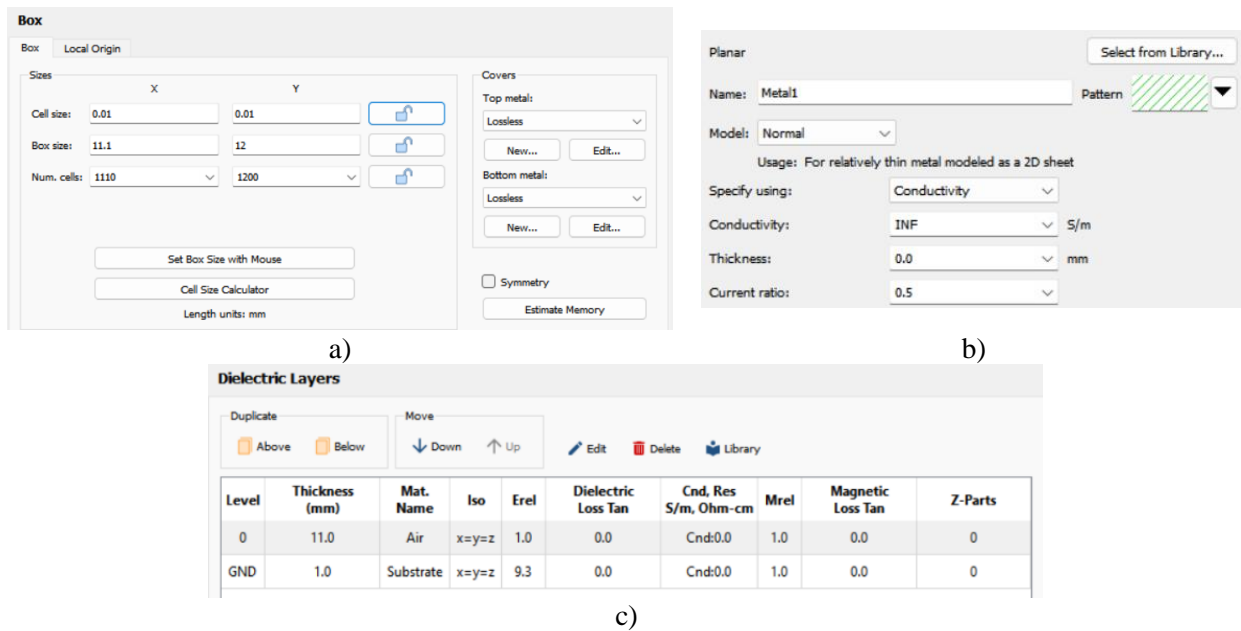 Box
Box Local Origin
Sizes
X Y
Cell size: 0.01 0.01
Box size: 11.1 12
Num. cells: 1110 1200
Set Box Size with Mouse
Cell Size Calculator
Length units: mm
Covers
Top metal:
Lossless
New... Edit...
Bottom metal:
Lossless
New... Edit...
Symmetry
Estimate Memory
a)
Planar Select from Library...
Name: Metal1 Pattern
Model: Normal
Usage: For relatively thin metal modeled as a 2D sheet
Specify using: Conductivity
Conductivity: INF S/m
Thickness: 0.0 mm
Current ratio: 0.5
b)
Dielectric Layers
Duplicate Move
Above Below Down Up Edit Delete Library
Level Thickness (mm) Mat. Name Iso Erel Dielectric Loss Tan Cnd, Res S/m, Ohm-cm Mrel Magnetic Loss Tan Z-Parts
0 11.0 Air x=y=z 1.0 0.0 Cnd:0.0 1.0 0.0 0
GND 1.0 Substrate x=y=z 9.3 0.0 Cnd:0.0 1.0 0.0 0
c)